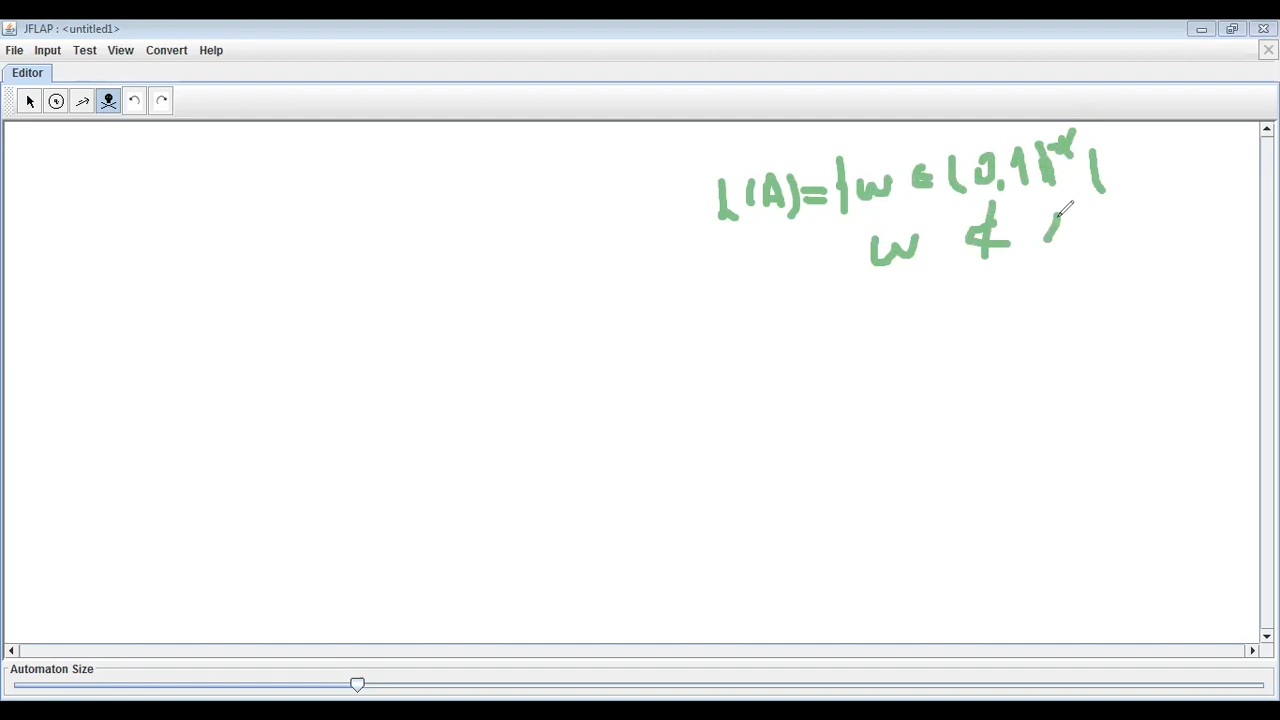 JFLAP : <untitled1>
File Input Test View Convert Help
Editor
L(A)={w ∈ {0,1}* |
w ⊄
Automaton Size